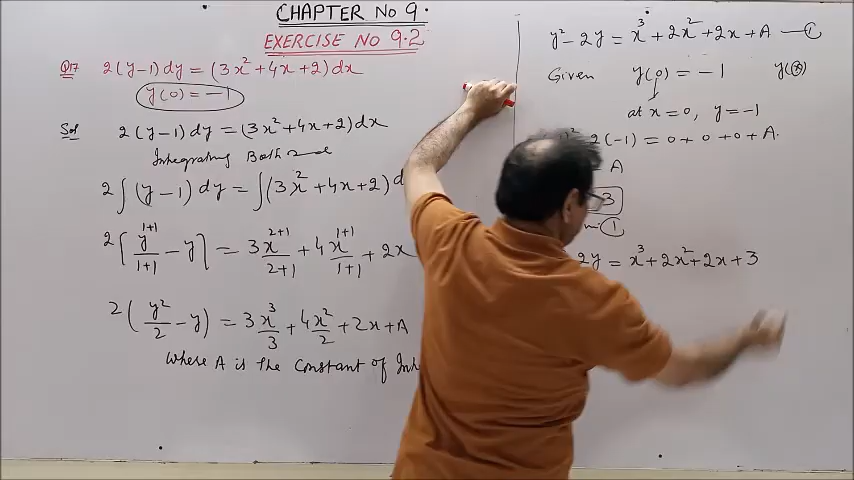 CHAPTER No 9.
EXERCISE No 9.2
Q17 2(y-1)dy = (3x²+4x+2)dx
y(0) = -1
Sol 2(y-1)dy = (3x²+4x+2)dx
Integrating Both
2∫(y-1)dy = ∫(3x²+4x+2)
2[y^(1+1)/(1+1) - y] = 3x^(2+1)/(2+1) + 4x^(1+1)/(1+1) + 2x
2(y²/2 - y) = 3x³/3 + 4x²/2 + 2x + A
where A is the constant of
y² - 2y = x³ + 2x² + 2x + A —①
Given y(0) = -1 y(x)
at x = 0, y = -1
2(-1) = 0 + 0 + 0 + A.
A
3
①
2y = x³ + 2x² + 2x + 3